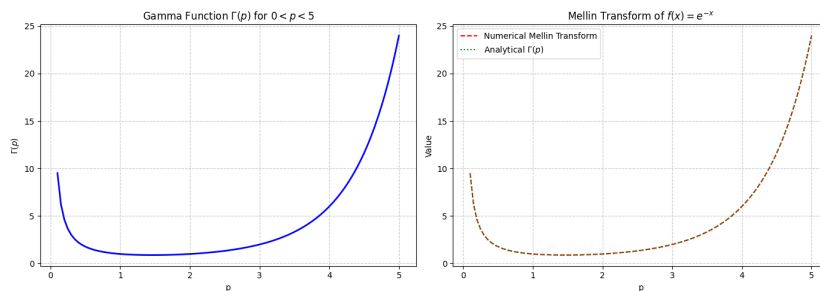 Gamma Function Γ(p) for 0 < p < 5
Γ(p)
25
20
15
10
5
0
0 1 2 3 4 5
p
Mellin Transform of f(x) = e⁻ˣ
Numerical Mellin Transform
Analytical Γ(p)
Value
25
20
15
10
5
0
0 1 2 3 4 5
p